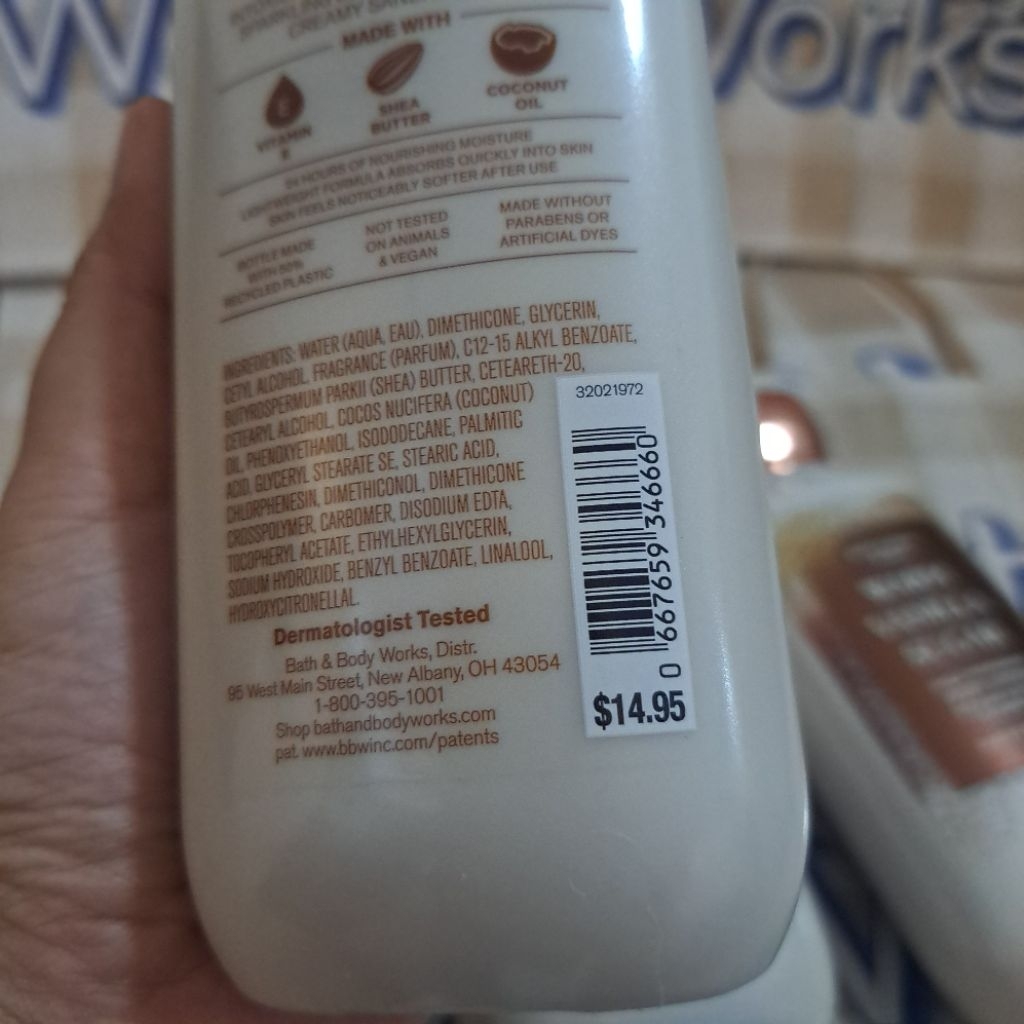 CREAMY
MADE WITH
VITAMIN
E
SHEA
BUTTER
COCONUT
OIL
24 HOURS OF NOURISHING MOISTURE
LIGHTWEIGHT FORMULA ABSORBS QUICKLY INTO SKIN
SKIN FEELS NOTICEABLY SOFTER AFTER USE
BOTTLE MADE
WITH 50%
RECYCLED PLASTIC
NOT TESTED
ON ANIMALS
& VEGAN
MADE WITHOUT
PARABENS OR
ARTIFICIAL DYES
INGREDIENTS: WATER (AQUA, EAU), DIMETHICONE, GLYCERIN,
CETYL ALCOHOL, FRAGRANCE (PARFUM), C12-15 ALKYL BENZOATE,
BUTYROSPERMUM PARKII (SHEA) BUTTER, CETEARETH-20,
CETEARYL ALCOHOL, COCOS NUCIFERA (COCONUT)
OIL, PHENOXYETHANOL, ISODODECANE, PALMITIC
ACID, GLYCERYL STEARATE SE, STEARIC ACID,
CHLORPHENESIN, DIMETHICONOL, DIMETHICONE
CROSSPOLYMER, CARBOMER, DISODIUM EDTA,
TOCOPHERYL ACETATE, ETHYLHEXYLGLYCERIN,
SODIUM HYDROXIDE, BENZYL BENZOATE, LINALOOL,
HYDROXYCITRONELLAL.
Dermatologist Tested
Bath & Body Works, Distr.
95 West Main Street, New Albany, OH 43054
1-800-395-1001
Shop bathandbodyworks.com
pat. www.bbwinc.com/patents
32021972
0 667659 346660
$14.95
W
Works